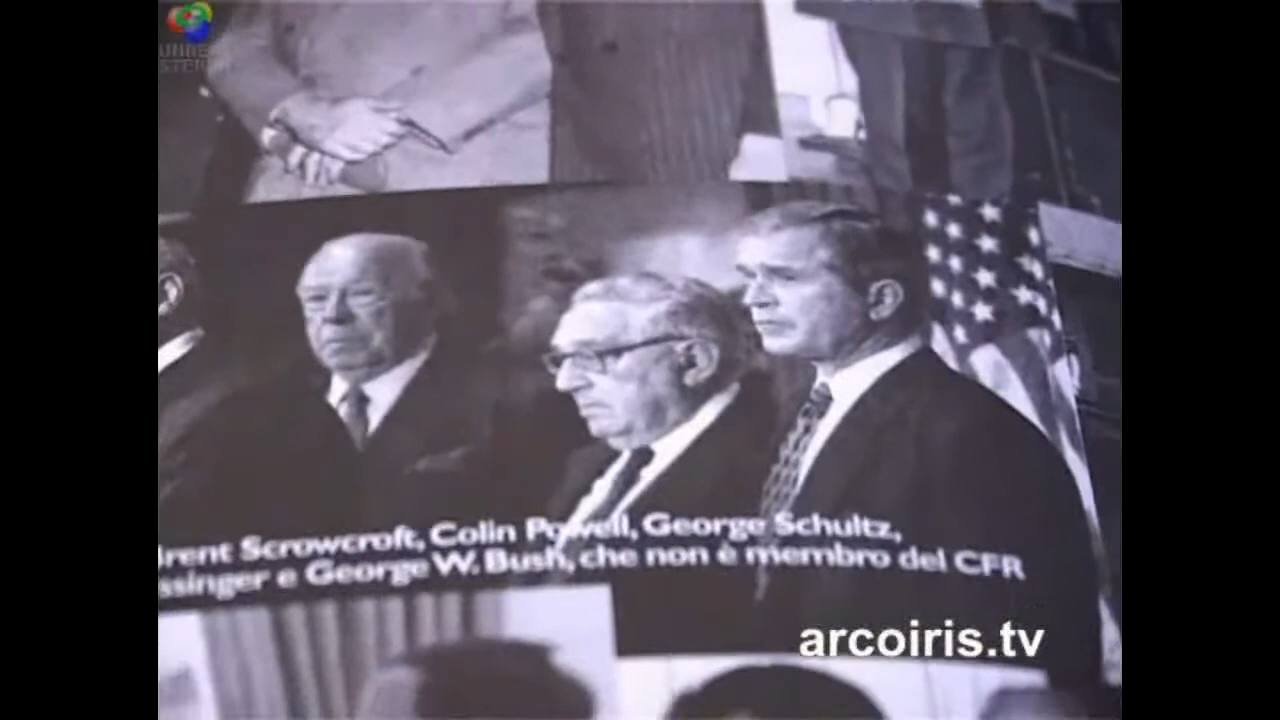 rent Scrowcroft, Colin Powell, George Schultz,
ssinger e George W. Bush, che non è membro del CFR
arcoiris.tv